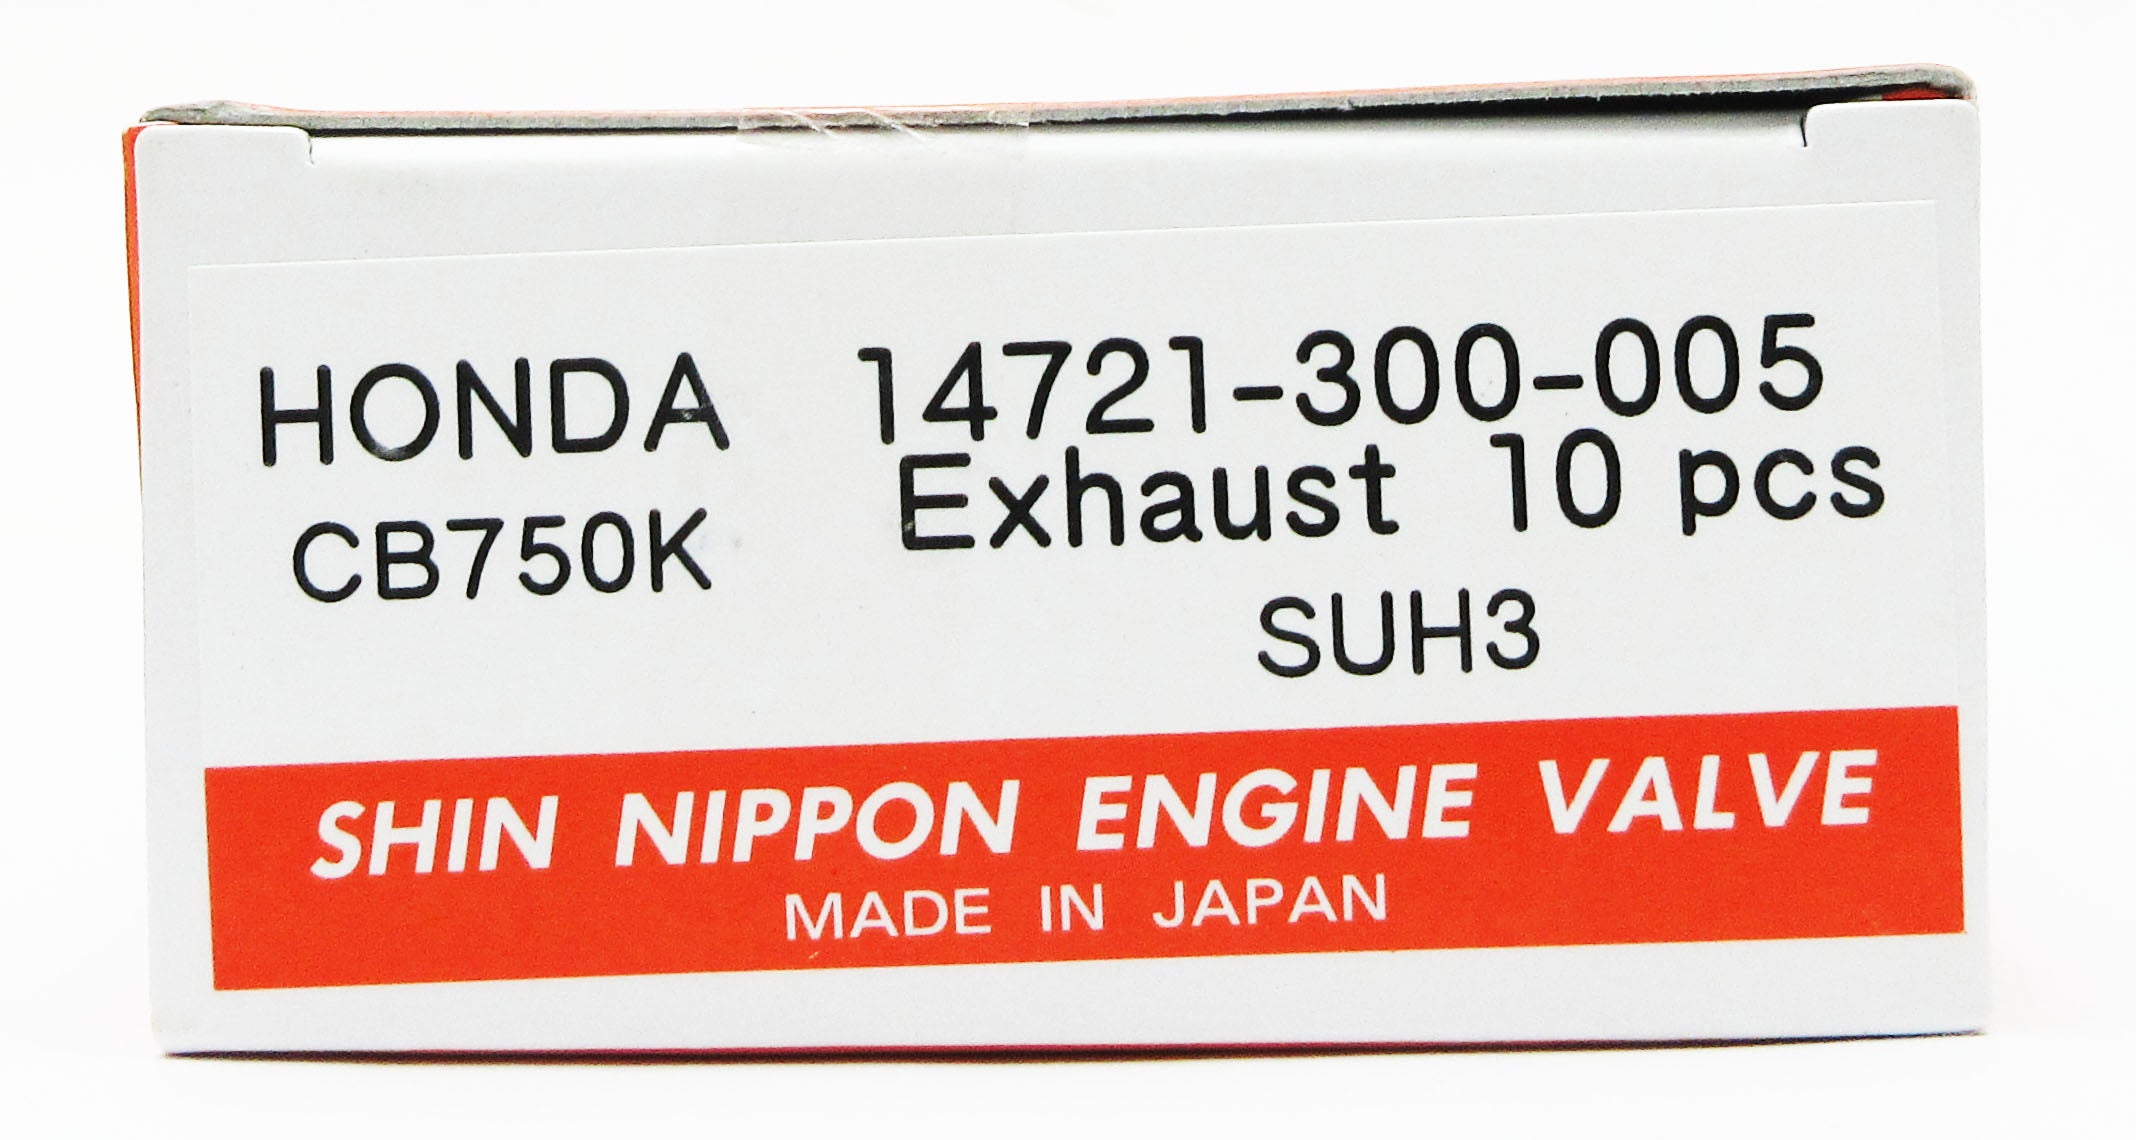 HONDA 14721-300-005
CB750K Exhaust 10 pcs
SUH3
SHIN NIPPON ENGINE VALVE
MADE IN JAPAN